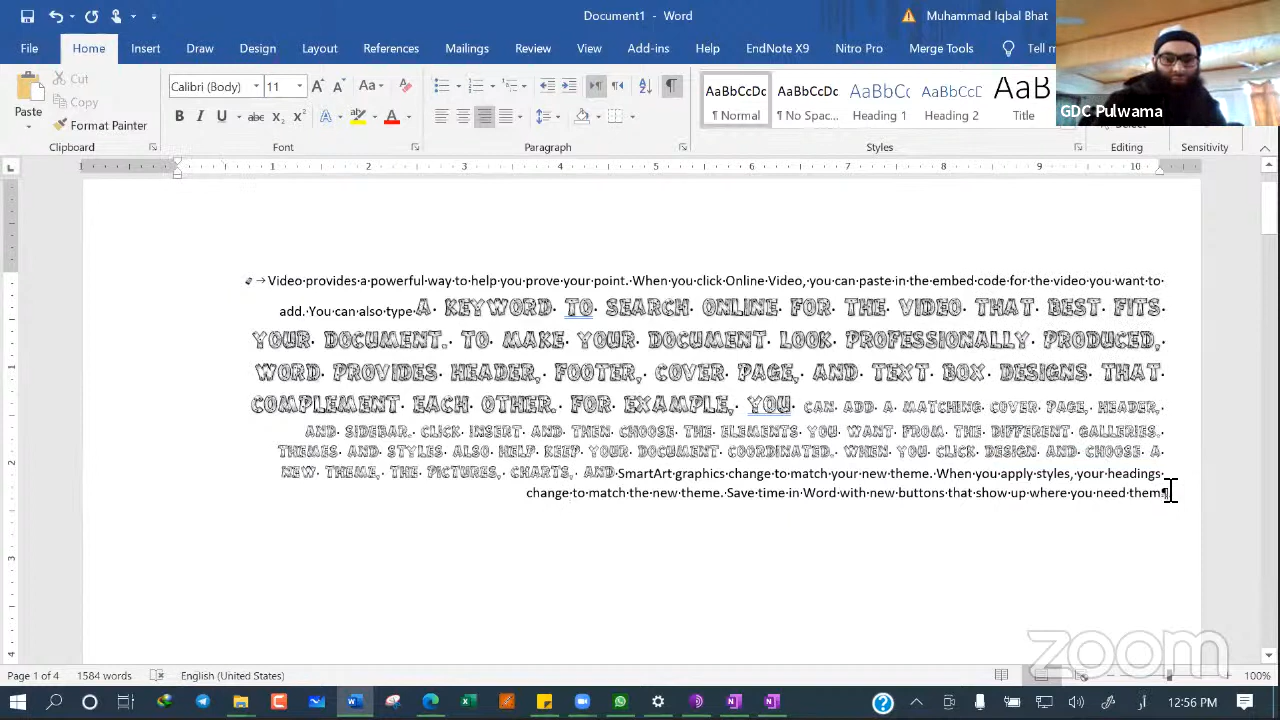 Document1 - Word
Muhammad Iqbal Bhat
File Home Insert Draw Design Layout References Mailings Review View Add-ins Help EndNote X9 Nitro Pro Merge Tools Tell m
GDC Pulwama
Paste
Cut
Copy
Format Painter
Calibri (Body) 11
AaBbCcDc AaBbCcDc AaBbCc AaBbCcD AaB
¶ Normal ¶ No Spac... Heading 1 Heading 2 Title
Clipboard Font Paragraph Styles Editing Sensitivity
1 2 3 4 5 6 7 8 9 10
Video provides a powerful way to help you prove your point. When you click Online Video, you can paste in the embed code for the video you want to
add. You can also type A KEYWORD TO SEARCH ONLINE FOR THE VIDEO THAT BEST FITS
YOUR DOCUMENT. TO MAKE YOUR DOCUMENT LOOK PROFESSIONALLY PRODUCED,
WORD PROVIDES HEADER, FOOTER, COVER PAGE, AND TEXT BOX DESIGNS THAT
COMPLEMENT EACH OTHER. FOR EXAMPLE, YOU CAN ADD A MATCHING COVER PAGE, HEADER,
AND SIDEBAR. CLICK INSERT AND THEN CHOOSE THE ELEMENTS YOU WANT FROM THE DIFFERENT GALLERIES.
THEMES AND STYLES ALSO HELP KEEP YOUR DOCUMENT COORDINATED. WHEN YOU CLICK DESIGN AND CHOOSE A
NEW THEME, THE PICTURES, CHARTS, AND SmartArt graphics change to match your new theme. When you apply styles, your headings
change to match the new theme. Save time in Word with new buttons that show up where you need them¶
zoom
Page 1 of 4 1584 words English (United States) 100%
12:56 PM